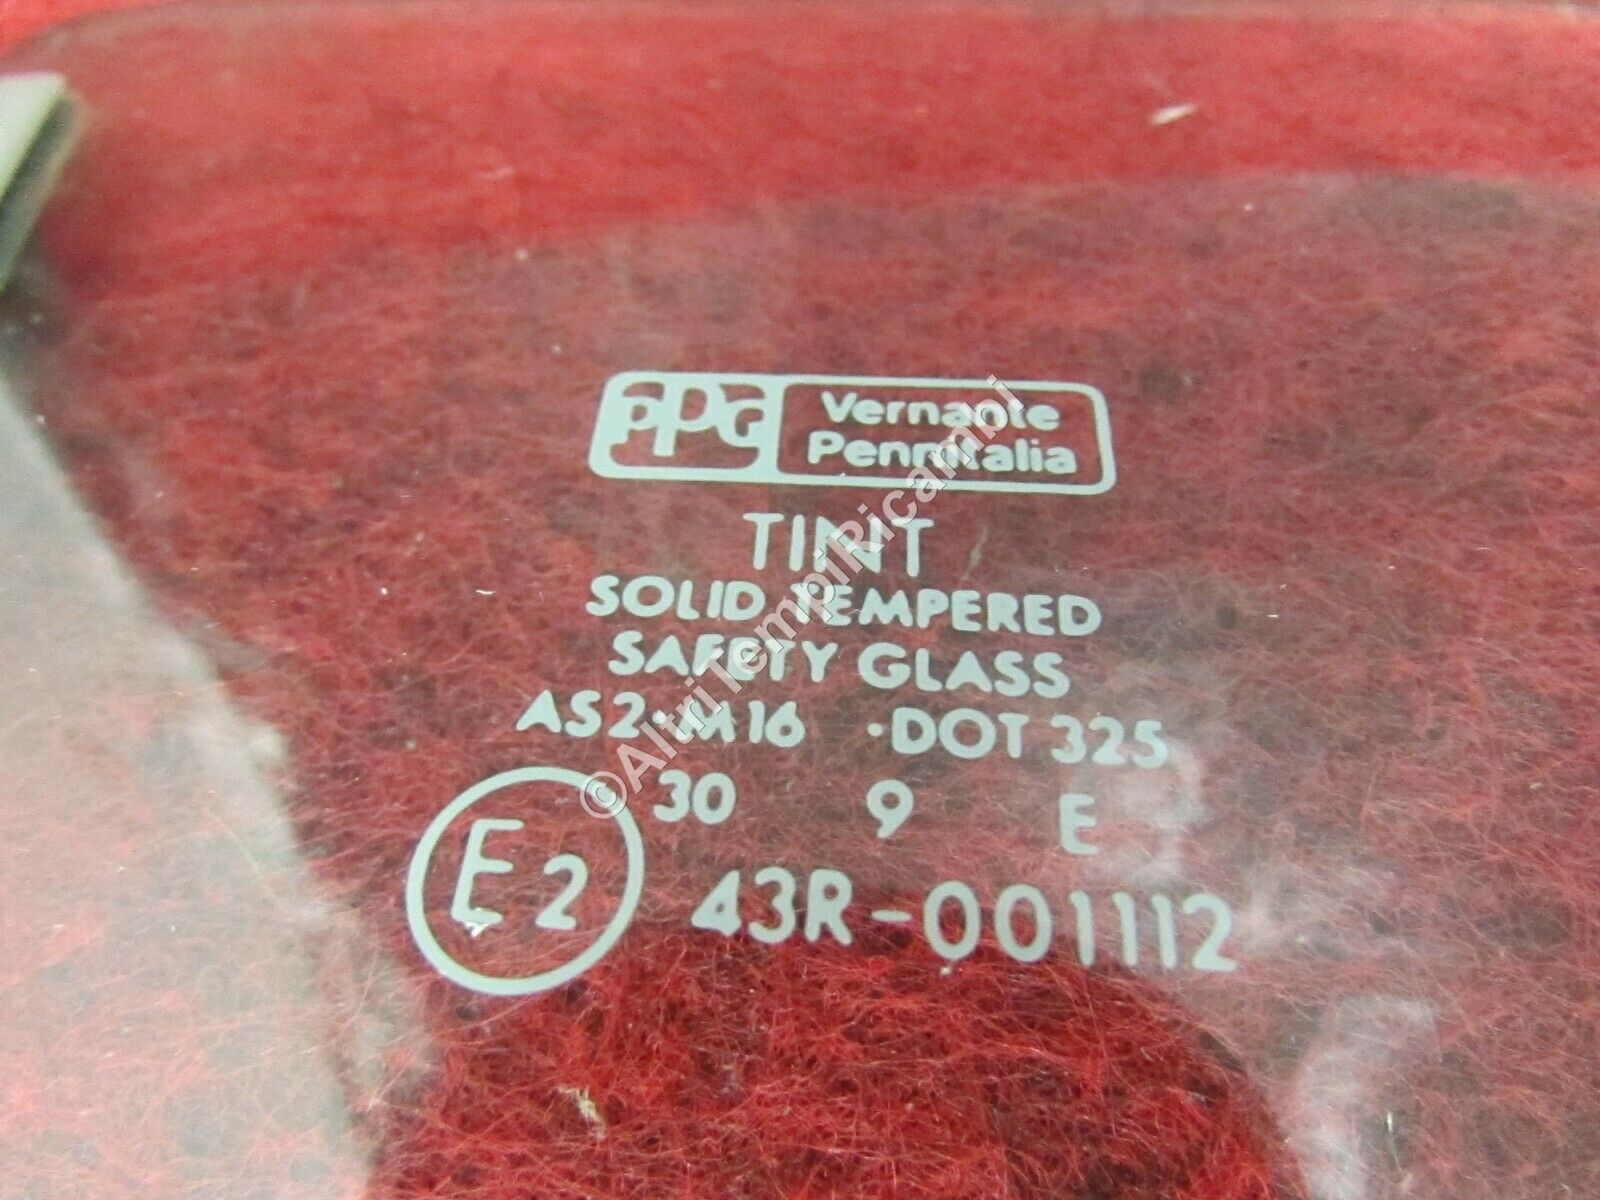 PPG Vernante
Pennitalia
TINT
SOLID TEMPERED
SAFETY GLASS
AS2·M16 ·DOT 325
30 9 E
E2 43R-001112
©AltriTempiRicambi